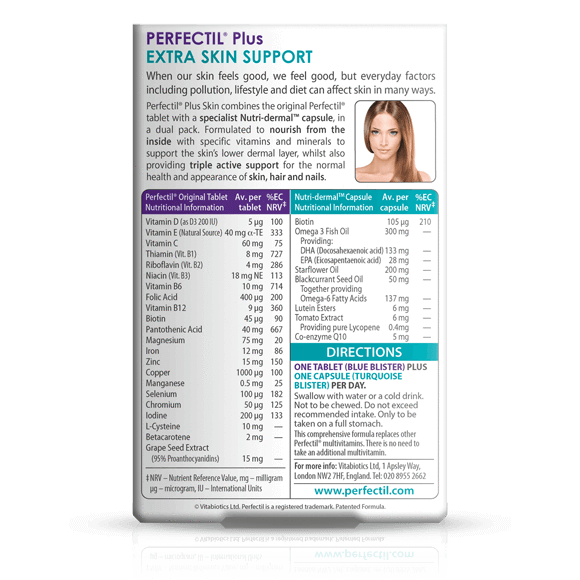 PERFECTIL® Plus
EXTRA SKIN SUPPORT
When our skin feels good, we feel good, but everyday factors
including pollution, lifestyle and diet can affect skin in many ways.
Perfectil® Plus Skin combines the original Perfectil®
tablet with a specialist Nutri-dermal™ capsule, in
a dual pack. Formulated to nourish from the
inside with specific vitamins and minerals to
support the skin's lower dermal layer, whilst also
providing triple active support for the normal
health and appearance of skin, hair and nails.
Perfectil® Original Tablet Av. per %EC
Nutritional Information tablet NRV‡
Vitamin D (as D3 200 IU) 5 µg 100
Vitamin E (Natural Source) 40 mg α-TE 333
Vitamin C 60 mg 75
Thiamin (Vit. B1) 8 mg 727
Riboflavin (Vit. B2) 4 mg 286
Niacin (Vit. B3) 18 mg NE 113
Vitamin B6 10 mg 714
Folic Acid 400 µg 200
Vitamin B12 9 µg 360
Biotin 45 µg 90
Pantothenic Acid 40 mg 667
Magnesium 75 mg 20
Iron 12 mg 86
Zinc 15 mg 150
Copper 1000 µg 100
Manganese 0.5 mg 25
Selenium 100 µg 182
Chromium 50 µg 125
Iodine 200 µg 133
L-Cysteine 10 mg —
Betacarotene 2 mg —
Grape Seed Extract
(95% Proanthocyanidins) 15 mg —
‡ NRV – Nutrient Reference Value, mg – milligram
µg – microgram, IU – International Units
Nutri-dermal™ Capsule Av. per %EC
Nutritional Information capsule NRV‡
Biotin 105 µg 210
Omega 3 Fish Oil 300 mg —
Providing:
DHA (Docosahexaenoic acid) 133 mg —
EPA (Eicosapentaenoic acid) 28 mg —
Starflower Oil 200 mg —
Blackcurrant Seed Oil 50 mg —
Together providing
Omega-6 Fatty Acids 137 mg —
Lutein Esters 6 mg —
Tomato Extract 6 mg —
Providing pure Lycopene 0.4mg —
Co-enzyme Q10 5 mg —
DIRECTIONS
ONE TABLET (BLUE BLISTER) PLUS
ONE CAPSULE (TURQUOISE
BLISTER) PER DAY.
Swallow with water or a cold drink.
Not to be chewed. Do not exceed
recommended intake. Only to be
taken on a full stomach.
This comprehensive formula replaces other
Perfectil® multivitamins. There is no need to
take an additional multivitamin.
For more info: Vitabiotics Ltd, 1 Apsley Way,
London NW2 7HF, England. Tel: 020 8955 2662
www.perfectil.com
© Vitabiotics Ltd. Perfectil is a registered trademark. Patented Formula.